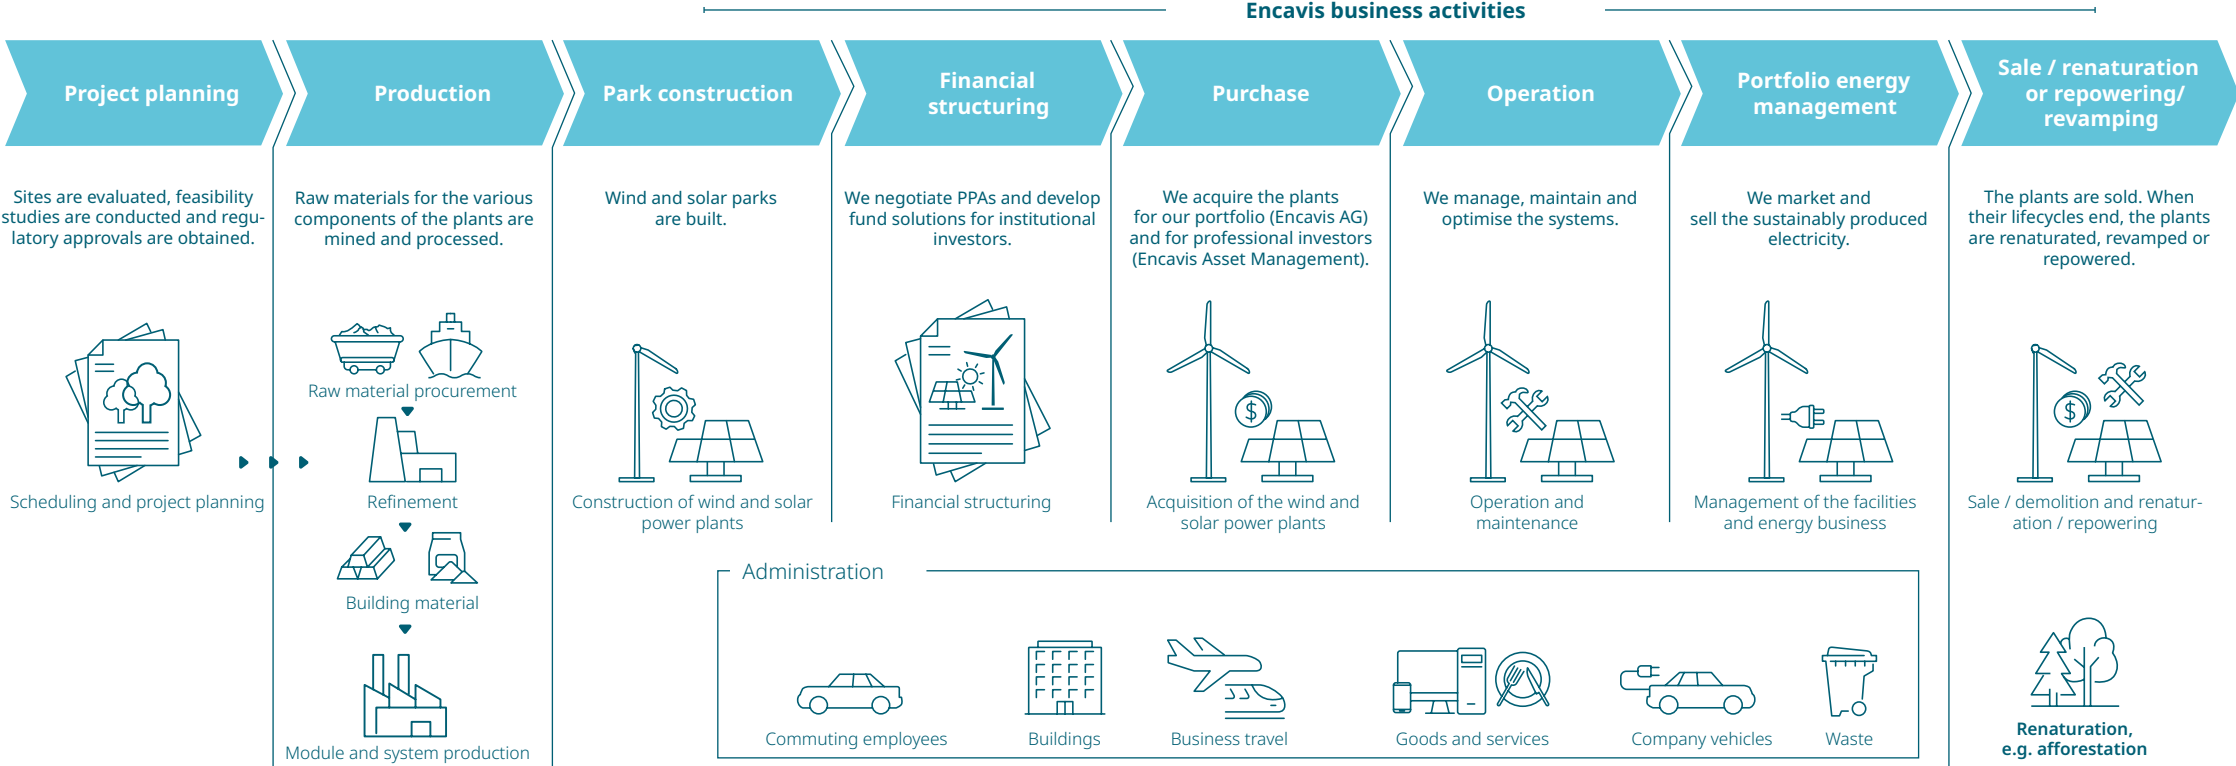 Encavis business activities
Project planning
Production
Park construction
Financial
structuring
Purchase
Operation
Portfolio energy
management
Sale / renaturation
or repowering/
revamping
Sites are evaluated, feasibility
studies are conducted and regu-
latory approvals are obtained.
Raw materials for the various
components of the plants are
mined and processed.
Wind and solar parks
are built.
We negotiate PPAs and develop
fund solutions for institutional
investors.
We acquire the plants
for our portfolio (Encavis AG)
and for professional investors
(Encavis Asset Management).
We manage, maintain and
optimise the systems.
We market and
sell the sustainably produced
electricity.
The plants are sold. When
their lifecycles end, the plants
are renaturated, revamped or
repowered.
Scheduling and project planning
Raw material procurement
Refinement
Building material
Module and system production
Construction of wind and solar
power plants
Financial structuring
$
Acquisition of the wind and
solar power plants
Operation and
maintenance
Management of the facilities
and energy business
$
Sale / demolition and renatur-
ation / repowering
Administration
Commuting employees
Buildings
Business travel
Goods and services
Company vehicles
Waste
Renaturation,
e.g. afforestation